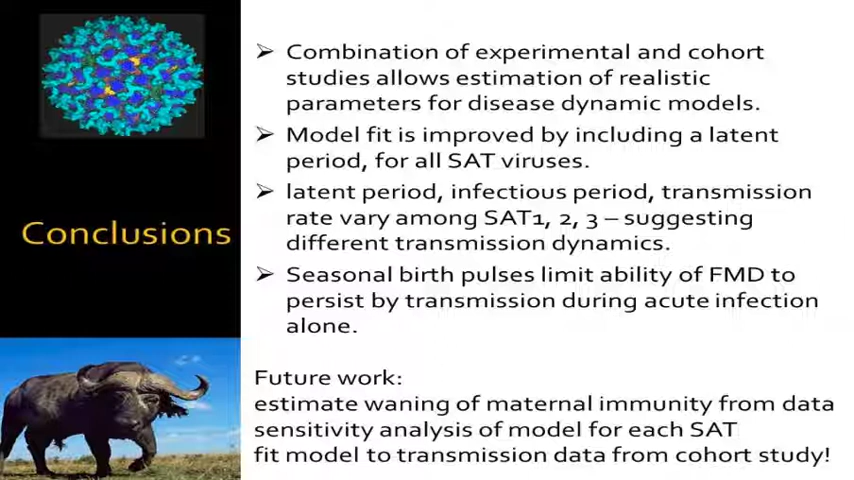 Conclusions
➢ Combination of experimental and cohort
studies allows estimation of realistic
parameters for disease dynamic models.
➢ Model fit is improved by including a latent
period, for all SAT viruses.
➢ latent period, infectious period, transmission
rate vary among SAT1, 2, 3 – suggesting
different transmission dynamics.
➢ Seasonal birth pulses limit ability of FMD to
persist by transmission during acute infection
alone.
Future work:
estimate waning of maternal immunity from data
sensitivity analysis of model for each SAT
fit model to transmission data from cohort study!